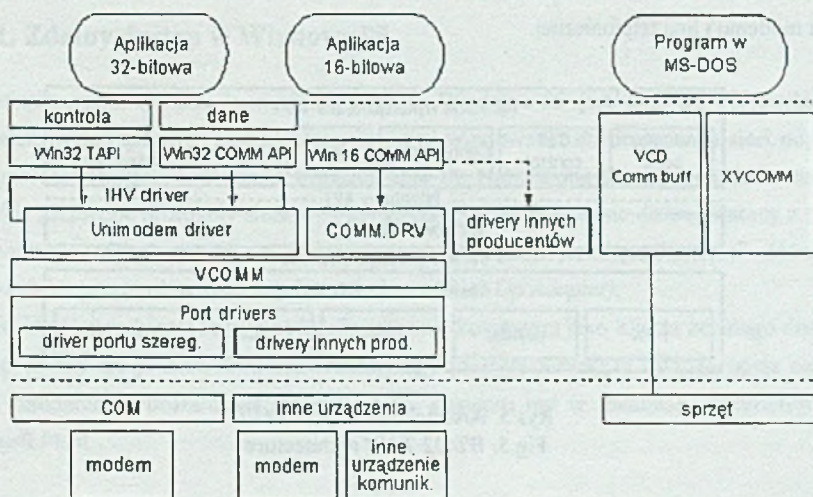 Aplikacja
32-bitowa
Aplikacja
16-bitowa
Program w
MS-DOS
kontrola
dane
Win32 TAPI
Win32 COMM API
Win 16 COMM API
VCD
Comm buff
XVCOMM
IHV driver
Unimodem driver
COMM.DRV
drivery innych
producentów
VCOMM
Port drivers
driver portu szereg.
drivery innych prod.
COM
inne urządzenia
sprzęt
modem
modem
inne
urządzenie
komunik.